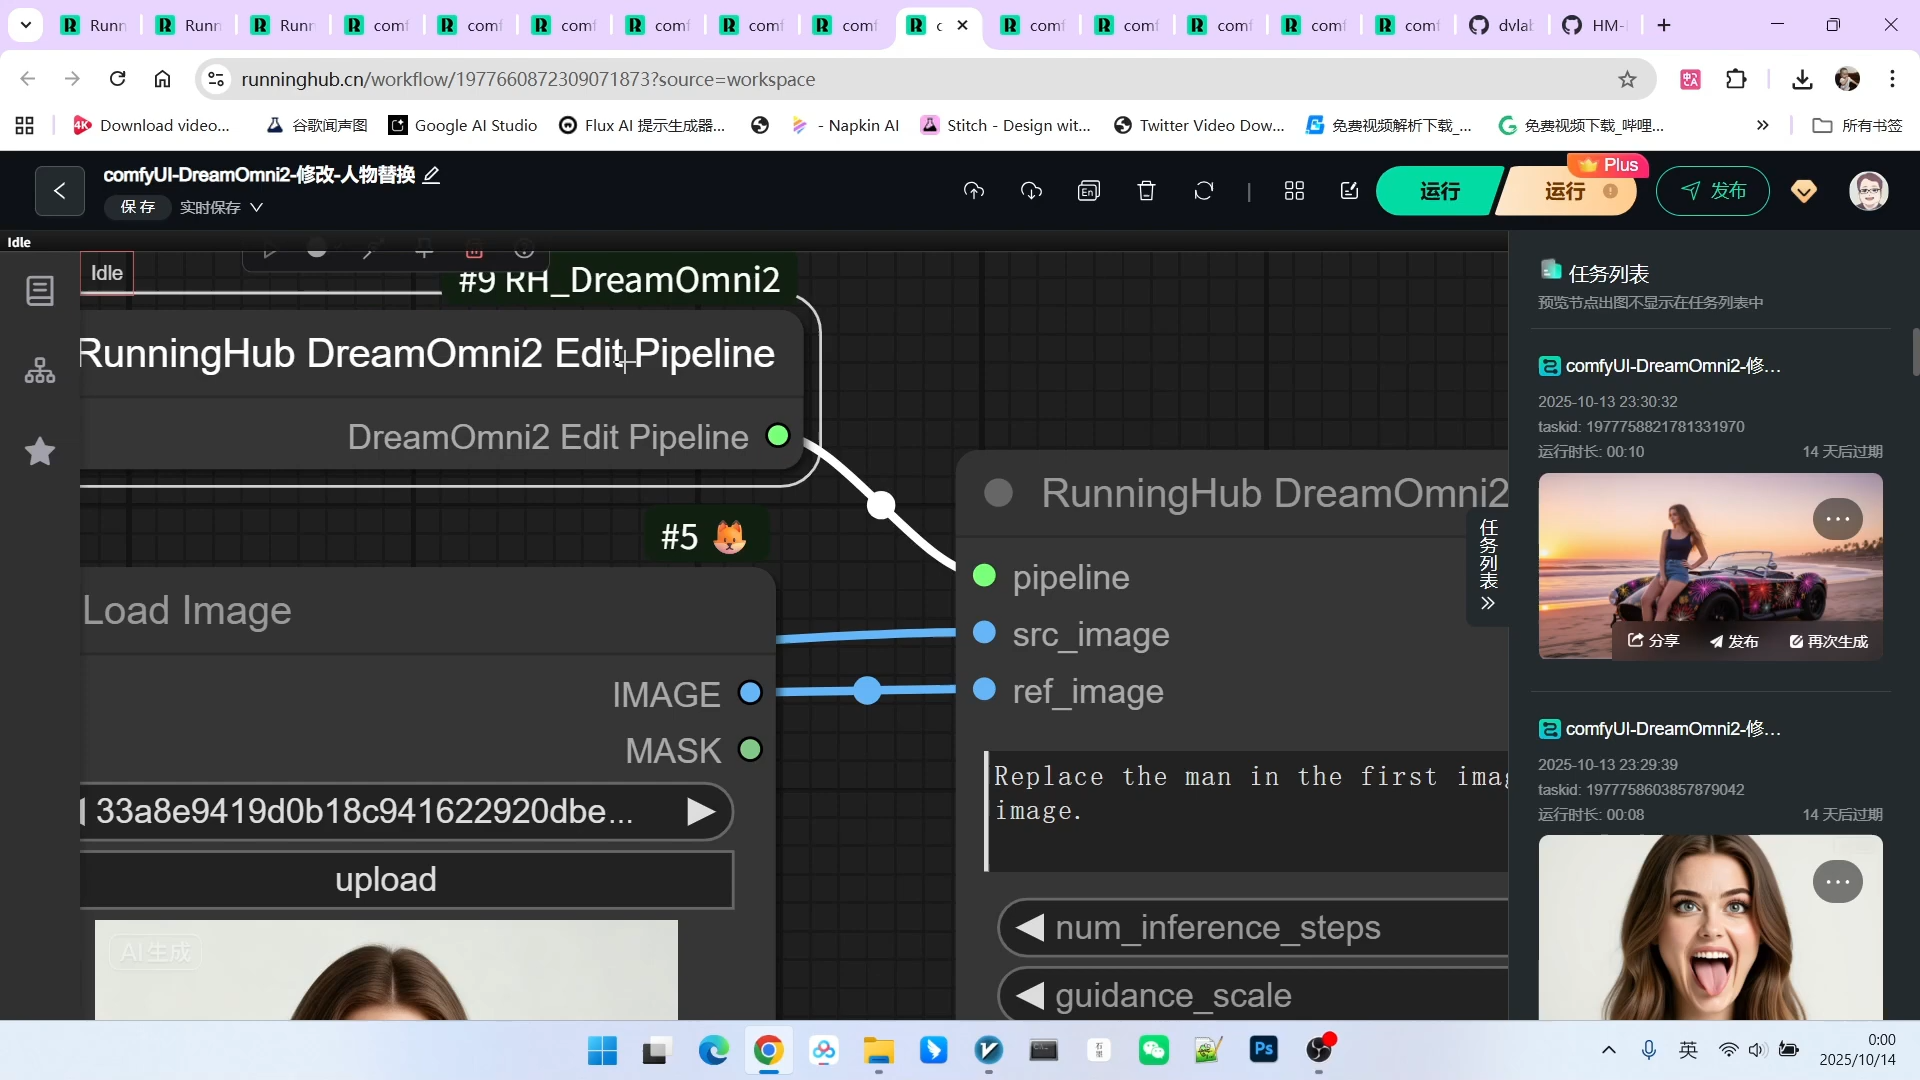 Runn
Runn
Runn
comf
comf
comf
comf
comf
comf
c
comf
comf
comf
comf
comf
dvlab
HM-
runninghub.cn/workflow/1977660872309071873?source=workspace
Download video...
谷歌闻声图
Google AI Studio
Flux AI 提示生成器...
- Napkin AI
Stitch - Design wit...
Twitter Video Dow...
免费视频解析下载_...
免费视频下载_哔哩...
所有书签
comfyUI-DreamOmni2-修改-人物替换
保存
实时保存
运行
运行
Plus
发布
Idle
Idle
#9 RH_DreamOmni2
RunningHub DreamOmni2 Edit Pipeline
DreamOmni2 Edit Pipeline
#5
Load Image
IMAGE
MASK
33a8e9419d0b18c941622920dbe...
upload
AI生成
RunningHub DreamOmni2
pipeline
src_image
ref_image
Replace the man in the first imag
image.
num_inference_steps
guidance_scale
任务列表
任务列表
预览节点出图不显示在任务列表中
comfyUI-DreamOmni2-修...
2025-10-13 23:30:32
taskid: 1977758821781331970
运行时长: 00:10
14 天后过期
分享
发布
再次生成
comfyUI-DreamOmni2-修...
2025-10-13 23:29:39
taskid: 1977758603857879042
运行时长: 00:08
14 天后过期
英
0:00
2025/10/14